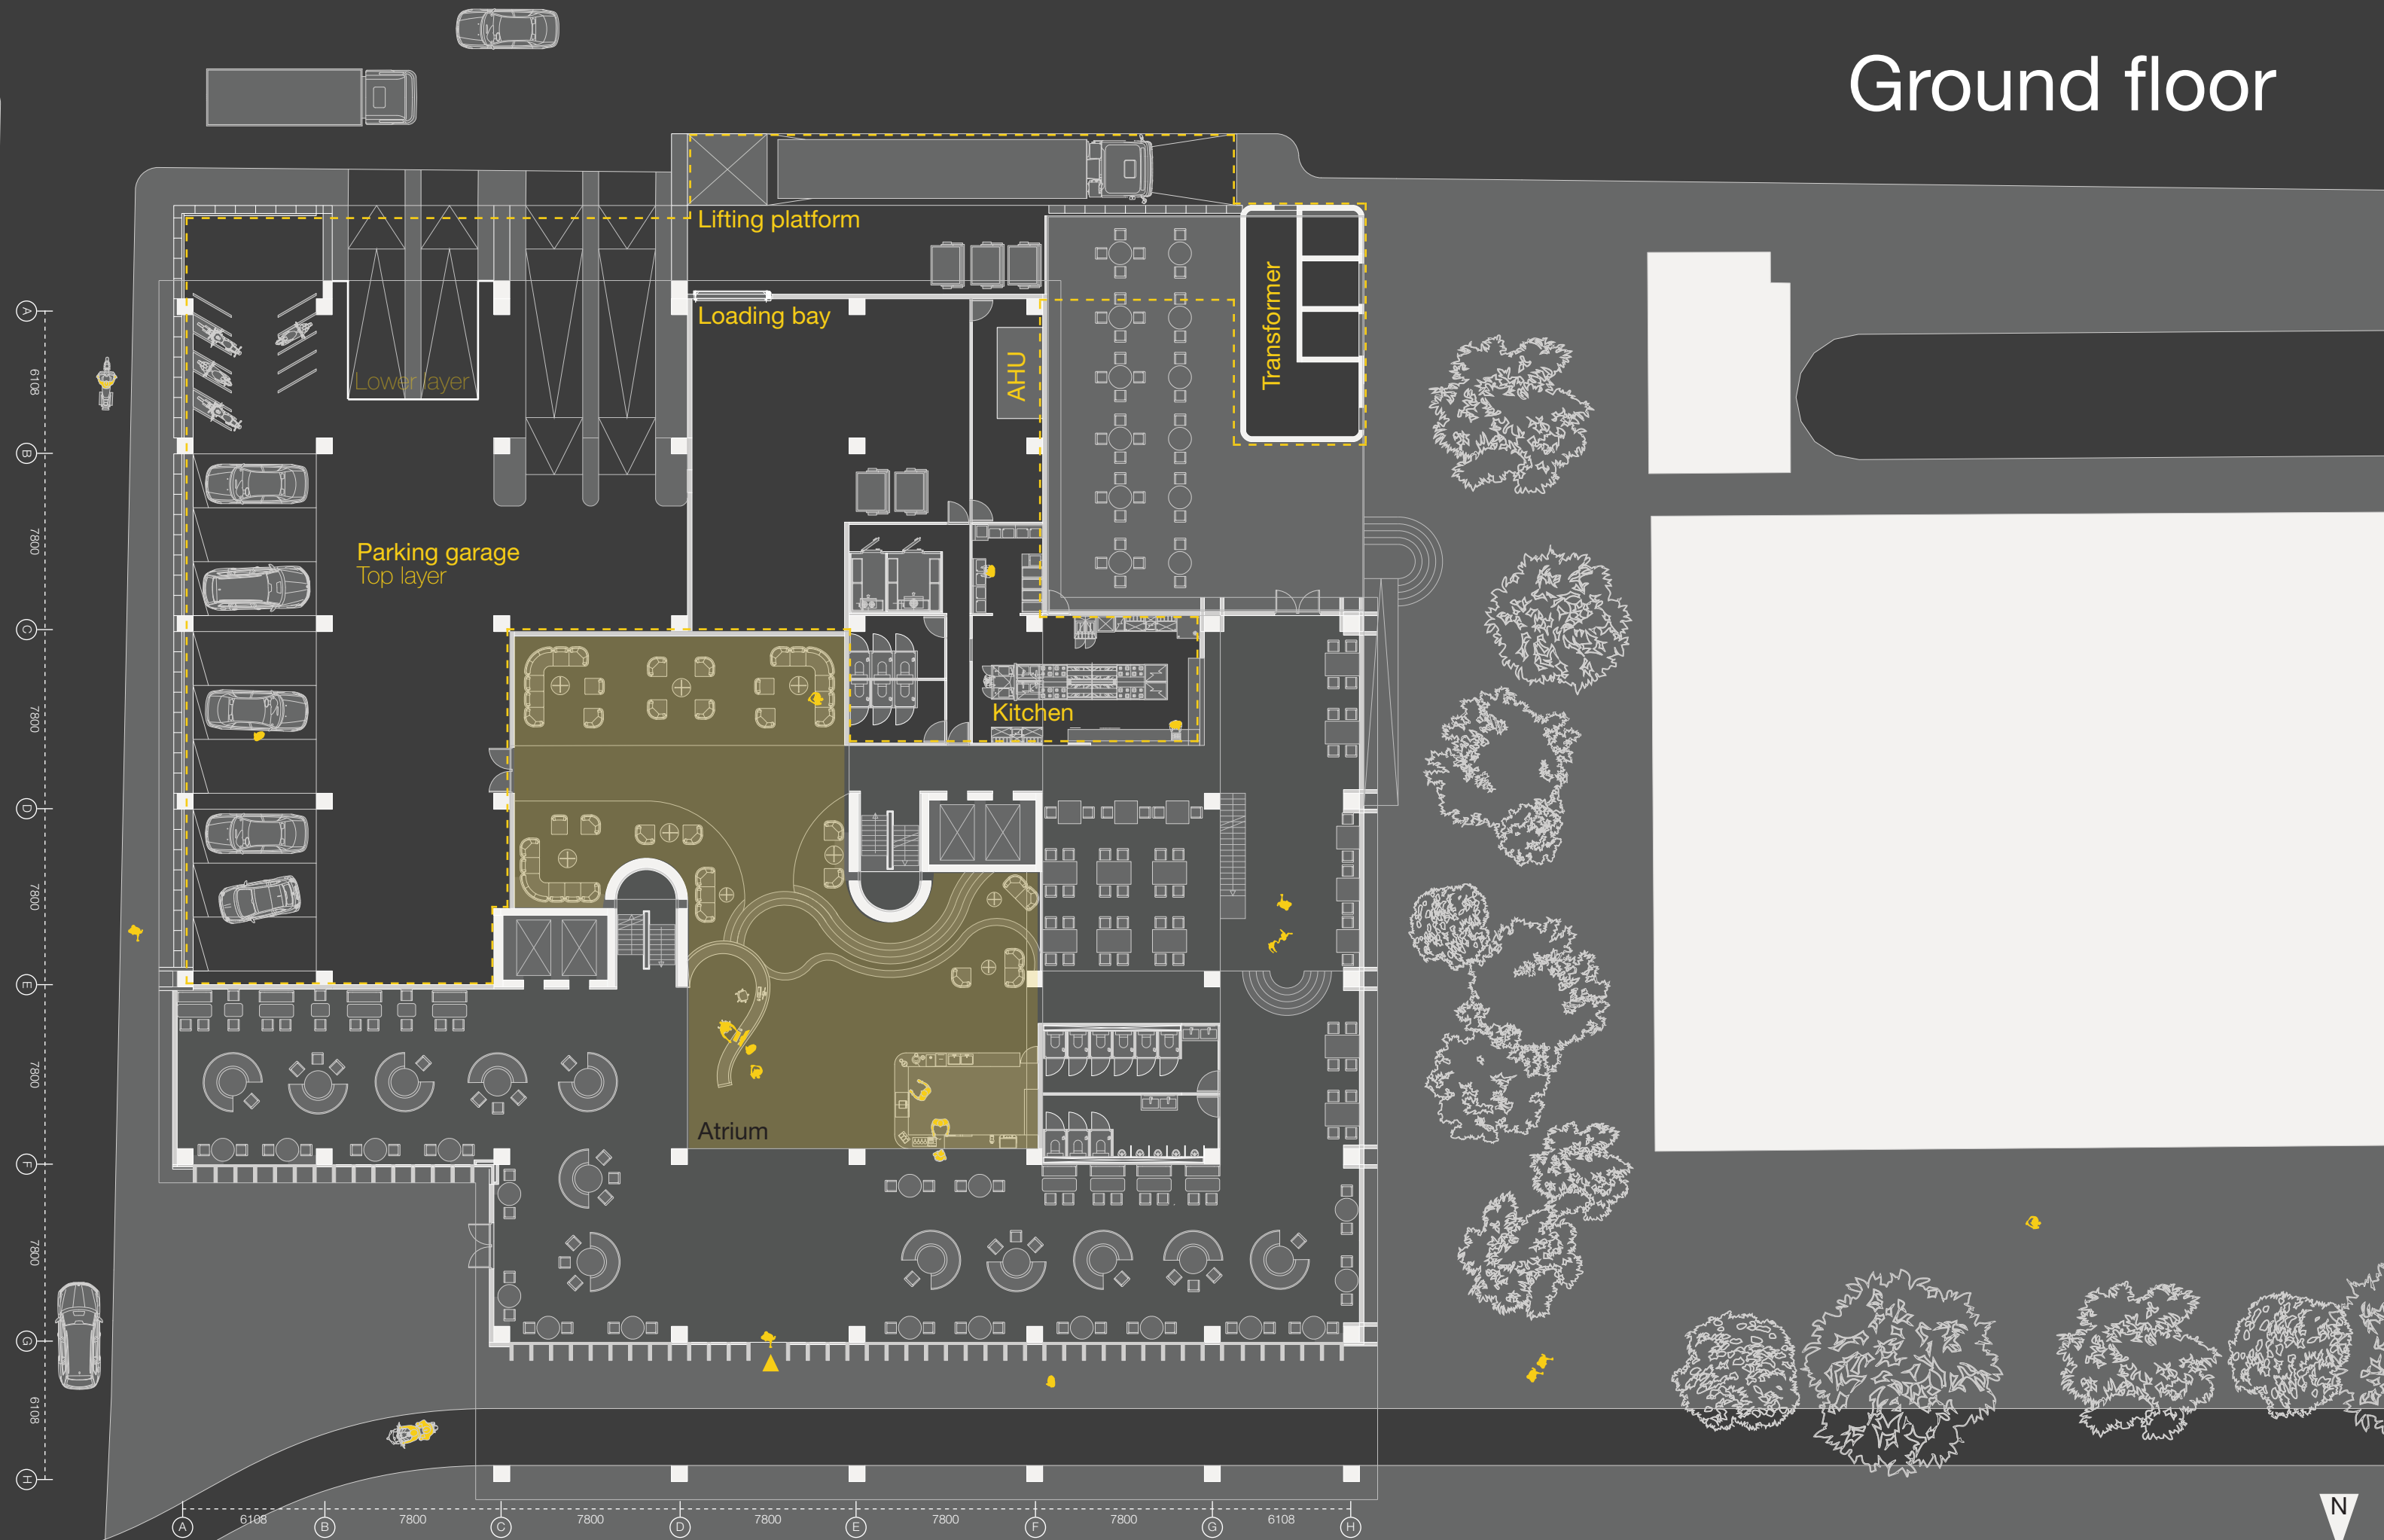 Ground floor
Lifting platform
Loading bay
AHU
Transformer
Lower layer
Parking garage
Top layer
Kitchen
Atrium
A
6108
B
7800
C
7800
D
7800
E
7800
F
7800
G
6108
H
A
6108
B
7800
C
7800
D
7800
E
7800
F
7800
G
6108
H
N